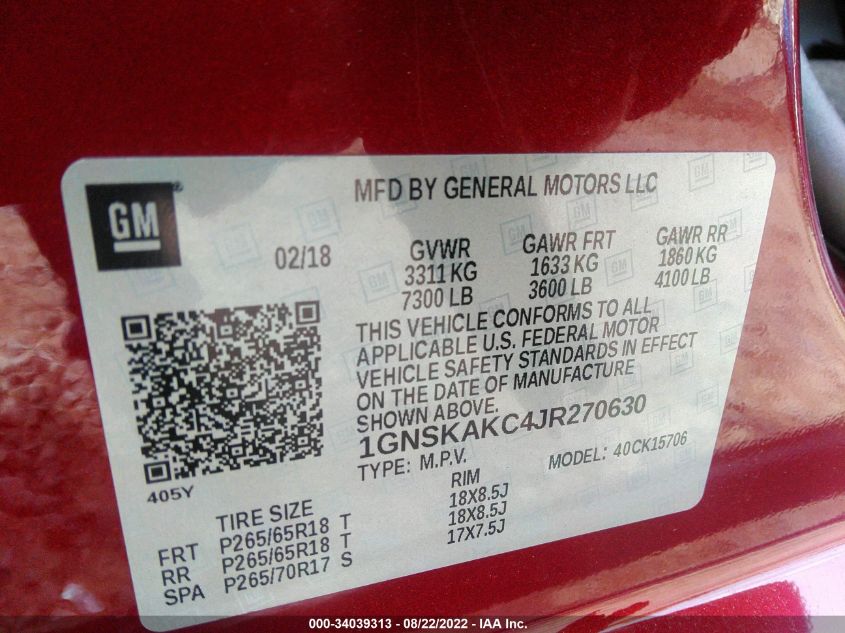 GM®
MFD BY GENERAL MOTORS LLC
02/18
GVWR GAWR FRT GAWR RR
3311 KG 1633 KG 1860 KG
7300 LB 3600 LB 4100 LB
THIS VEHICLE CONFORMS TO ALL
APPLICABLE U.S. FEDERAL MOTOR
VEHICLE SAFETY STANDARDS IN EFFECT
ON THE DATE OF MANUFACTURE
SHOWN ABOVE.
1GNSKAKC4JR270630
TYPE: M.P.V. MODEL: 40CK15706
405Y
TIRE SIZE RIM
FRT P265/65R18 T 18X8.5J
RR P265/65R18 T 18X8.5J
SPA P265/70R17 S 17X7.5J
000-34039313 - 08/22/2022 - IAA Inc.